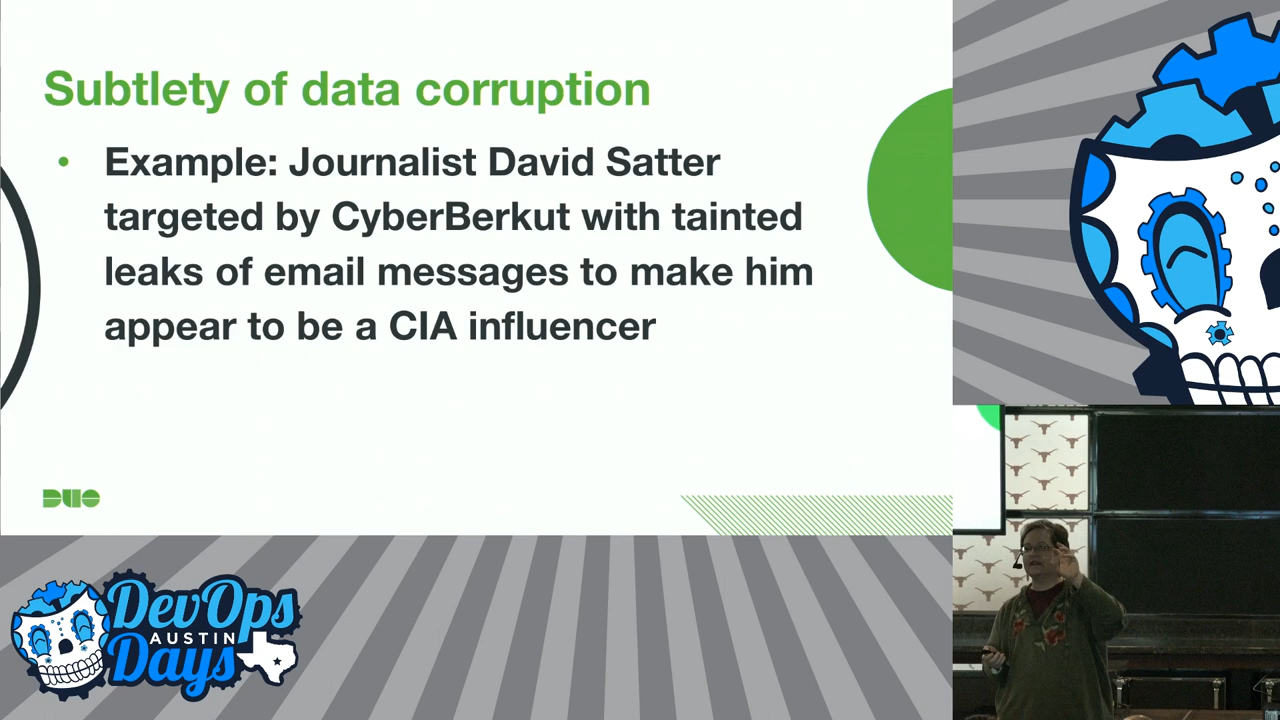 Subtlety of data corruption
• Example: Journalist David Satter
targeted by CyberBerkut with tainted
leaks of email messages to make him
appear to be a CIA influencer
DUO
DevOps
AUSTIN
Days